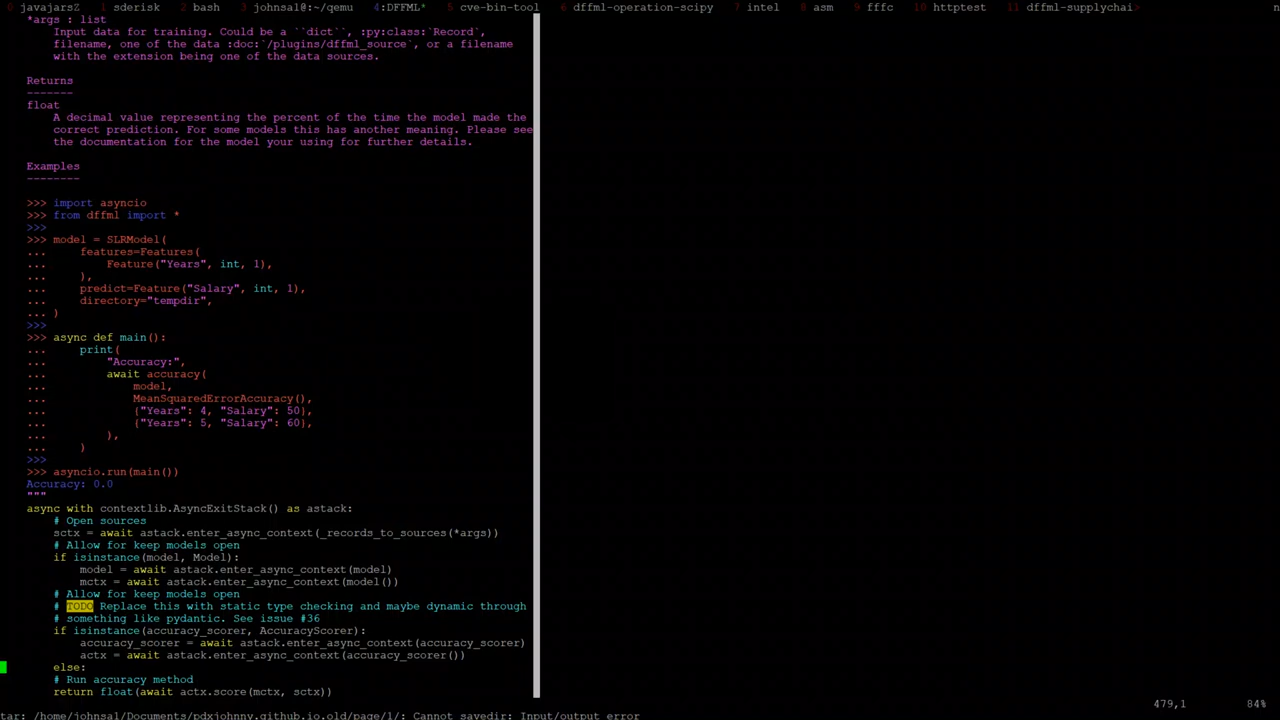 0 javajarsZ 1 sderisk 2 bash 3 johnsal@:~/qemu 4:DFFML* 5 cve-bin-tool 6 dffml-operation-scipy 7 intel 8 asm 9 fffc 10 httptest 11 dffml-supplychai>
*args : list
Input data for training. Could be a ``dict``, :py:class:`Record`,
filename, one of the data :doc:`/plugins/dffml_source`, or a filename
with the extension being one of the data sources.
Returns
-------
float
A decimal value representing the percent of the time the model made the
correct prediction. For some models this has another meaning. Please see
the documentation for the model your using for further details.
Examples
--------
>>> import asyncio
>>> from dffml import *
>>>
>>> model = SLRModel(
... features=Features(
... Feature("Years", int, 1),
... ),
... predict=Feature("Salary", int, 1),
... directory="tempdir",
... )
>>>
>>> async def main():
... print(
... "Accuracy:",
... await accuracy(
... model,
... MeanSquaredErrorAccuracy(),
... {"Years": 4, "Salary": 50},
... {"Years": 5, "Salary": 60},
... ),
... )
>>>
>>> asyncio.run(main())
Accuracy: 0.0
"""
async with contextlib.AsyncExitStack() as astack:
# Open sources
sctx = await astack.enter_async_context(_records_to_sources(*args))
# Allow for keep models open
if isinstance(model, Model):
model = await astack.enter_async_context(model)
mctx = await astack.enter_async_context(model())
# Allow for keep models open
# TODO Replace this with static type checking and maybe dynamic through
# something like pydantic. See issue #36
if isinstance(accuracy_scorer, AccuracyScorer):
accuracy_scorer = await astack.enter_async_context(accuracy_scorer)
actx = await astack.enter_async_context(accuracy_scorer())
else:
# Run accuracy method
return float(await actx.score(mctx, sctx))
479,1 84%
tar: /home/johnsal/Documents/pdxjohnny.github.io.old/page/1/: Cannot savedir: Input/output error